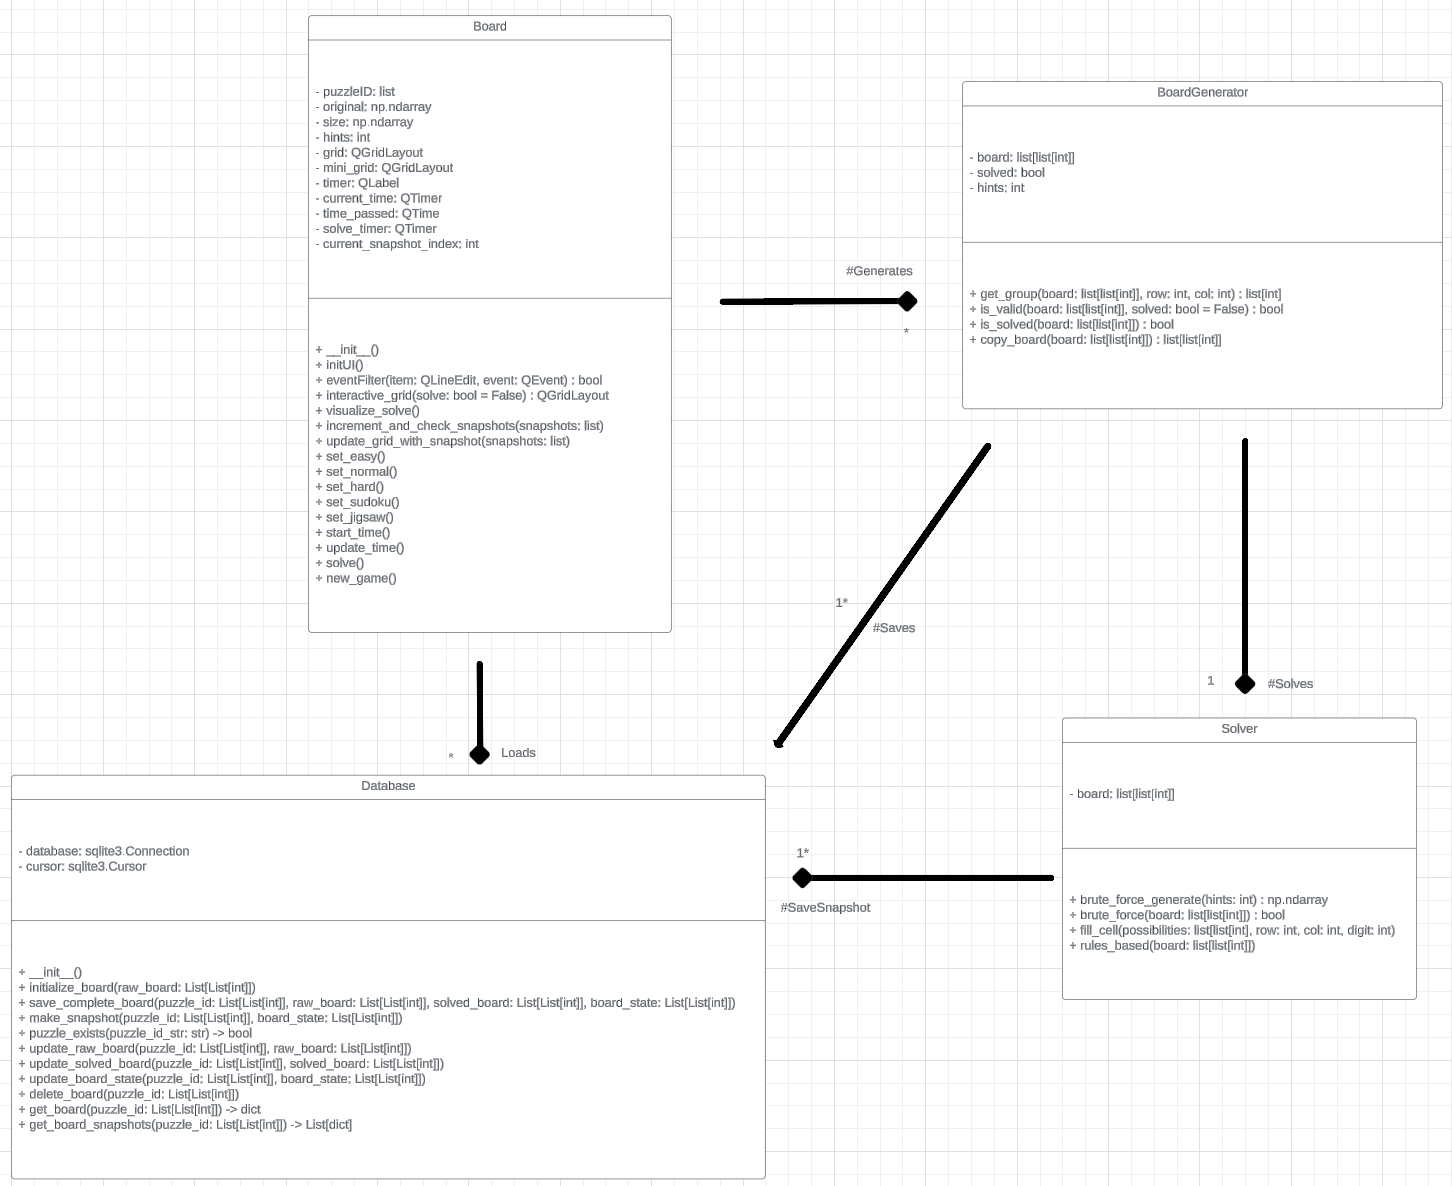 Board
- puzzleID: list
- original: np.ndarray
- size: np.ndarray
- hints: int
- grid: QGridLayout
- mini_grid: QGridLayout
- timer: QLabel
- current_time: QTimer
- time_passed: QTime
- solve_timer: QTimer
- current_snapshot_index: int
+ __init__()
+ initUI()
+ eventFilter(item: QLineEdit, event: QEvent) : bool
+ interactive_grid(solve: bool = False) : QGridLayout
+ visualize_solve()
+ increment_and_check_snapshots(snapshots: list)
+ update_grid_with_snapshot(snapshots: list)
+ set_easy()
+ set_normal()
+ set_hard()
+ set_sudoku()
+ set_jigsaw()
+ start_time()
+ update_time()
+ solve()
+ new_game()
#Generates
*
BoardGenerator
- board: list[list[int]]
- solved: bool
- hints: int
+ get_group(board: list[list[int]], row: int, col: int) : list[int]
+ is_valid(board: list[list[int]], solved: bool = False) : bool
+ is_solved(board: list[list[int]]) : bool
+ copy_board(board: list[list[int]]) : list[list[int]]
1*
#Saves
1
#Solves
*
Loads
Database
- database: sqlite3.Connection
- cursor: sqlite3.Cursor
+ __init__()
+ initialize_board(raw_board: List[List[int]])
+ save_complete_board(puzzle_id: List[List[int]], raw_board: List[List[int]], solved_board: List[List[int]], board_state: List[List[int]])
+ make_snapshot(puzzle_id: List[List[int]], board_state: List[List[int]])
+ puzzle_exists(puzzle_id_str: str) -> bool
+ update_raw_board(puzzle_id: List[List[int]], raw_board: List[List[int]])
+ update_solved_board(puzzle_id: List[List[int]], solved_board: List[List[int]])
+ update_board_state(puzzle_id: List[List[int]], board_state: List[List[int]])
+ delete_board(puzzle_id: List[List[int]])
+ get_board(puzzle_id: List[List[int]]) -> dict
+ get_board_snapshots(puzzle_id: List[List[int]]) -> List[dict]
1*
#SaveSnapshot
Solver
- board: list[list[int]]
+ brute_force_generate(hints: int) : np.ndarray
+ brute_force(board: list[list[int]]) : bool
+ fill_cell(possibilities: list[list[int], row: int, col: int, digit: int)
+ rules_based(board: list[list[int]])